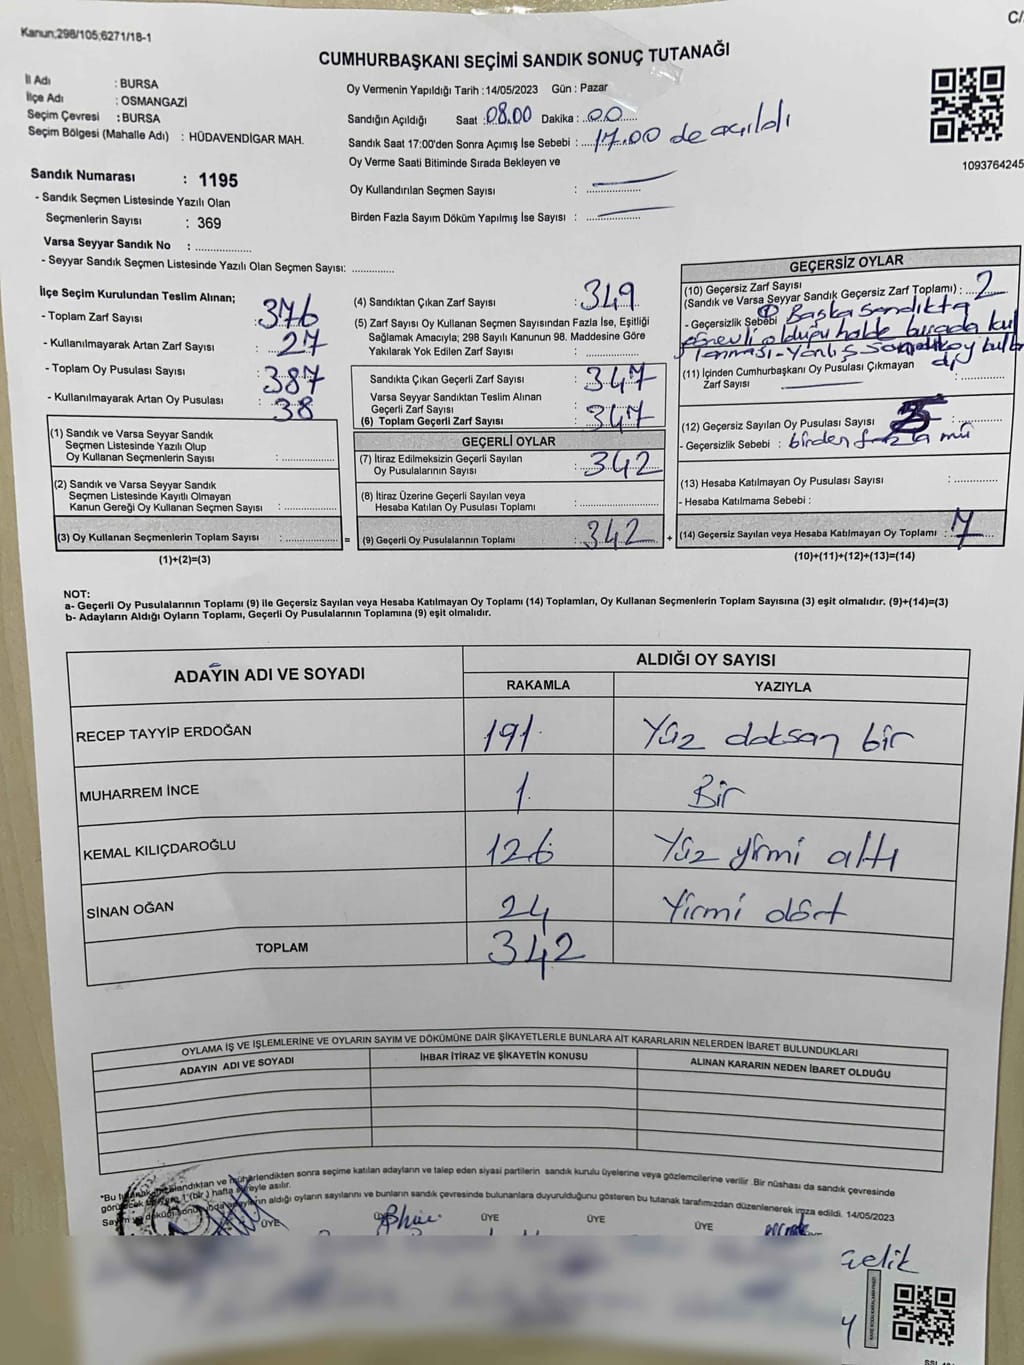 Kanun;298/105;6271/18-1
C/
CUMHURBAŞKANI SEÇİMİ SANDIK SONUÇ TUTANAĞI
İl Adı : BURSA
İlçe Adı : OSMANGAZİ
Seçim Çevresi : BURSA
Seçim Bölgesi (Mahalle Adı) : HÜDAVENDİGAR MAH.
Oy Vermenin Yapıldığı Tarih :14/05/2023 Gün : Pazar
Sandığın Açıldığı Saat :08.00 Dakika :..00......
Sandık Saat 17:00'den Sonra Açımış İse Sebebi :....17.00 de açıldı
Oy Verme Saati Bitiminde Sırada Bekleyen ve
Oy Kullandırılan Seçmen Sayısı : ..................
Birden Fazla Sayım Döküm Yapılmış İse Sayısı : ..................
1093764245
Sandık Numarası : 1195
- Sandık Seçmen Listesinde Yazılı Olan
Seçmenlerin Sayısı : 369
Varsa Seyyar Sandık No : ..................
- Seyyar Sandık Seçmen Listesinde Yazılı Olan Seçmen Sayısı: .............
İlçe Seçim Kurulundan Teslim Alınan;
- Toplam Zarf Sayısı : 376
- Kullanılmayarak Artan Zarf Sayısı : 27
- Toplam Oy Pusulası Sayısı : 387
- Kullanılmayarak Artan Oy Pusulası : 38
(1) Sandık ve Varsa Seyyar Sandık
Seçmen Listesinde Yazılı Olup
Oy Kullanan Seçmenlerin Sayısı : ..................
(2) Sandık ve Varsa Seyyar Sandık
Seçmen Listesinde Kayıtlı Olmayan
Kanun Gereği Oy Kullanan Seçmen Sayısı : ..................
(3) Oy Kullanan Seçmenlerin Toplam Sayısı : .................. =
(1)+(2)=(3)
(4) Sandıktan Çıkan Zarf Sayısı : 349
(5) Zarf Sayısı Oy Kullanan Seçmen Sayısından Fazla İse, Eşitliği
Sağlamak Amacıyla; 298 Sayılı Kanunun 98. Maddesine Göre
Yakılarak Yok Edilen Zarf Sayısı : ..................
Sandıkta Çıkan Geçerli Zarf Sayısı : 347
Varsa Seyyar Sandıktan Teslim Alınan
Geçerli Zarf Sayısı :
(6) Toplam Geçerli Zarf Sayısı : 347
GEÇERLİ OYLAR
(7) İtiraz Edilmeksizin Geçerli Sayılan
Oy Pusulalarının Sayısı : 342
(8) İtiraz Üzerine Geçerli Sayılan veya
Hesaba Katılan Oy Pusulası Toplamı : ..................
(9) Geçerli Oy Pusulalarının Toplamı : 342 +
GEÇERSİZ OYLAR
(10) Geçersiz Zarf Sayısı
(Sandık ve Varsa Seyyar Sandık Geçersiz Zarf Toplamı) :...2
- Geçersizlik Sebebi ① Başka sandıkta
görevli olduğu halde burada kul
lanması - Yanlış
(11) İçinden Cumhurbaşkanı Oy Pusulası Çıkmayan
Zarf Sayısı : .............
(12) Geçersiz Sayılan Oy Pusulası Sayısı 5 : .............
- Geçersizlik Sebebi : birden fazla mü
(13) Hesaba Katılmayan Oy Pusulası Sayısı : .............
- Hesaba Katılmama Sebebi :
(14) Geçersiz Sayılan veya Hesaba Katılmayan Oy Toplamı : 7
(10)+(11)+(12)+(13)=(14)
NOT:
a- Geçerli Oy Pusulalarının Toplamı (9) ile Geçersiz Sayılan veya Hesaba Katılmayan Oy Toplamı (14) Toplamları, Oy Kullanan Seçmenlerin Toplam Sayısına (3) eşit olmalıdır. (9)+(14)=(3)
b- Adayların Aldığı Oyların Toplamı, Geçerli Oy Pusulalarının Toplamına (9) eşit olmalıdır.
ADAYIN ADI VE SOYADI
ALDIĞI OY SAYISI
RAKAMLA YAZIYLA
RECEP TAYYİP ERDOĞAN 191 Yüz doksan bir
MUHARREM İNCE 1 Bir
KEMAL KILIÇDAROĞLU 126 Yüz yirmi altı
SİNAN OĞAN 24 Yirmi dört
TOPLAM 342
OYLAMA İŞ VE İŞLEMLERİNE VE OYLARIN SAYIM VE DÖKÜMÜNE DAİR ŞİKAYETLERLE BUNLARA AİT KARARLARIN NELERDEN İBARET BULUNDUKLARI
ADAYIN ADI VE SOYADI İHBAR İTİRAZ VE ŞİKAYETİN KONUSU ALINAN KARARIN NEDEN İBARET OLDUĞU
*Bu mühürlendikten sonra seçime katılan adayların ve talep eden siyasi partilerin sandık kurulu üyelerine veya gözlemcilerine verilir. Bir nüshası da sandık çevresinde
1 (bir) hafta süreyle asılır.
aldığı oyların sayılarını ve bunların sandık çevresinde bulunanlara duyurulduğunu gösteren bu tutanak tarafımızdan düzenlenerek imza edildi. 14/05/2023
ÜYE ÜYE ÜYE ÜYE
çelik